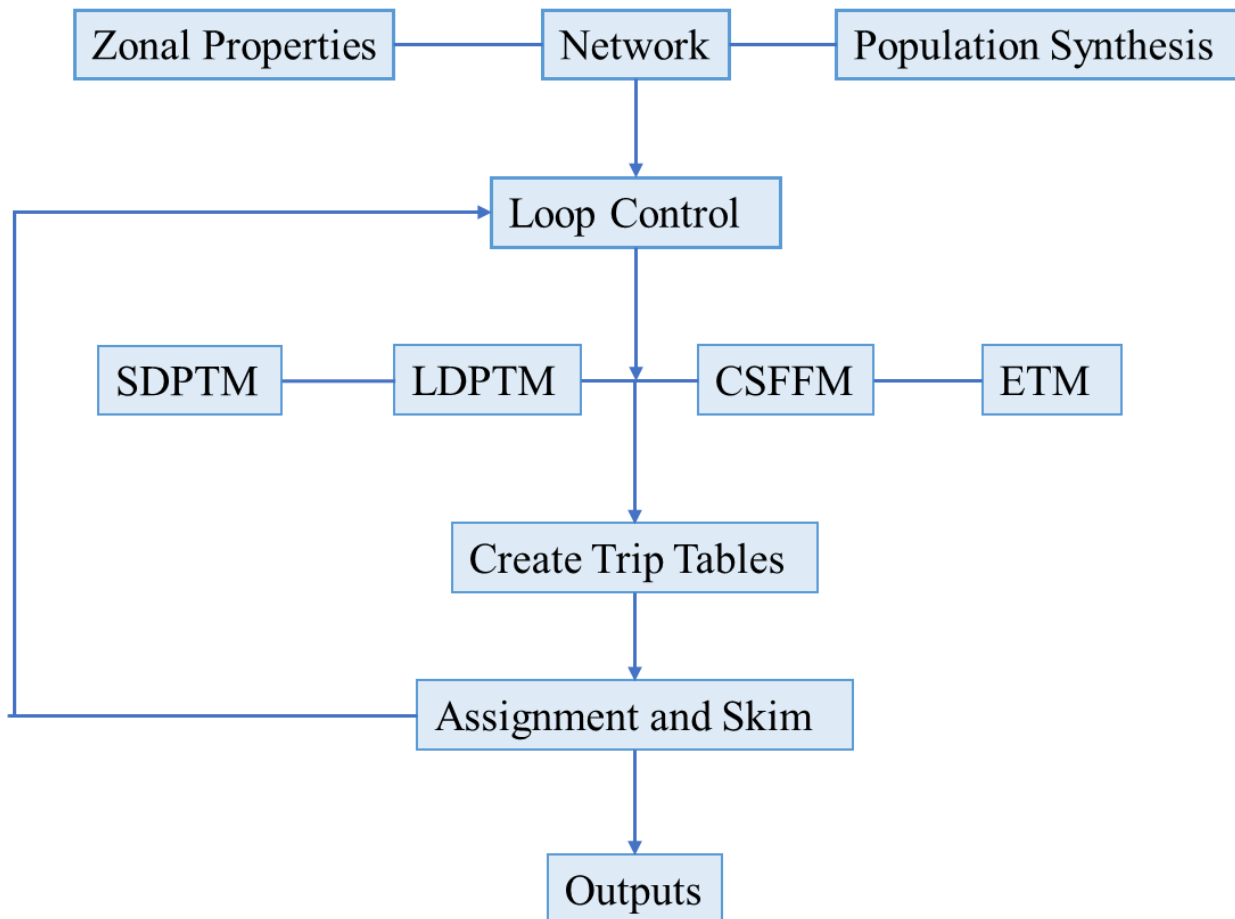 Zonal Properties
Network
Population Synthesis
Loop Control
SDPTM
LDPTM
CSFFM
ETM
Create Trip Tables
Assignment and Skim
Outputs